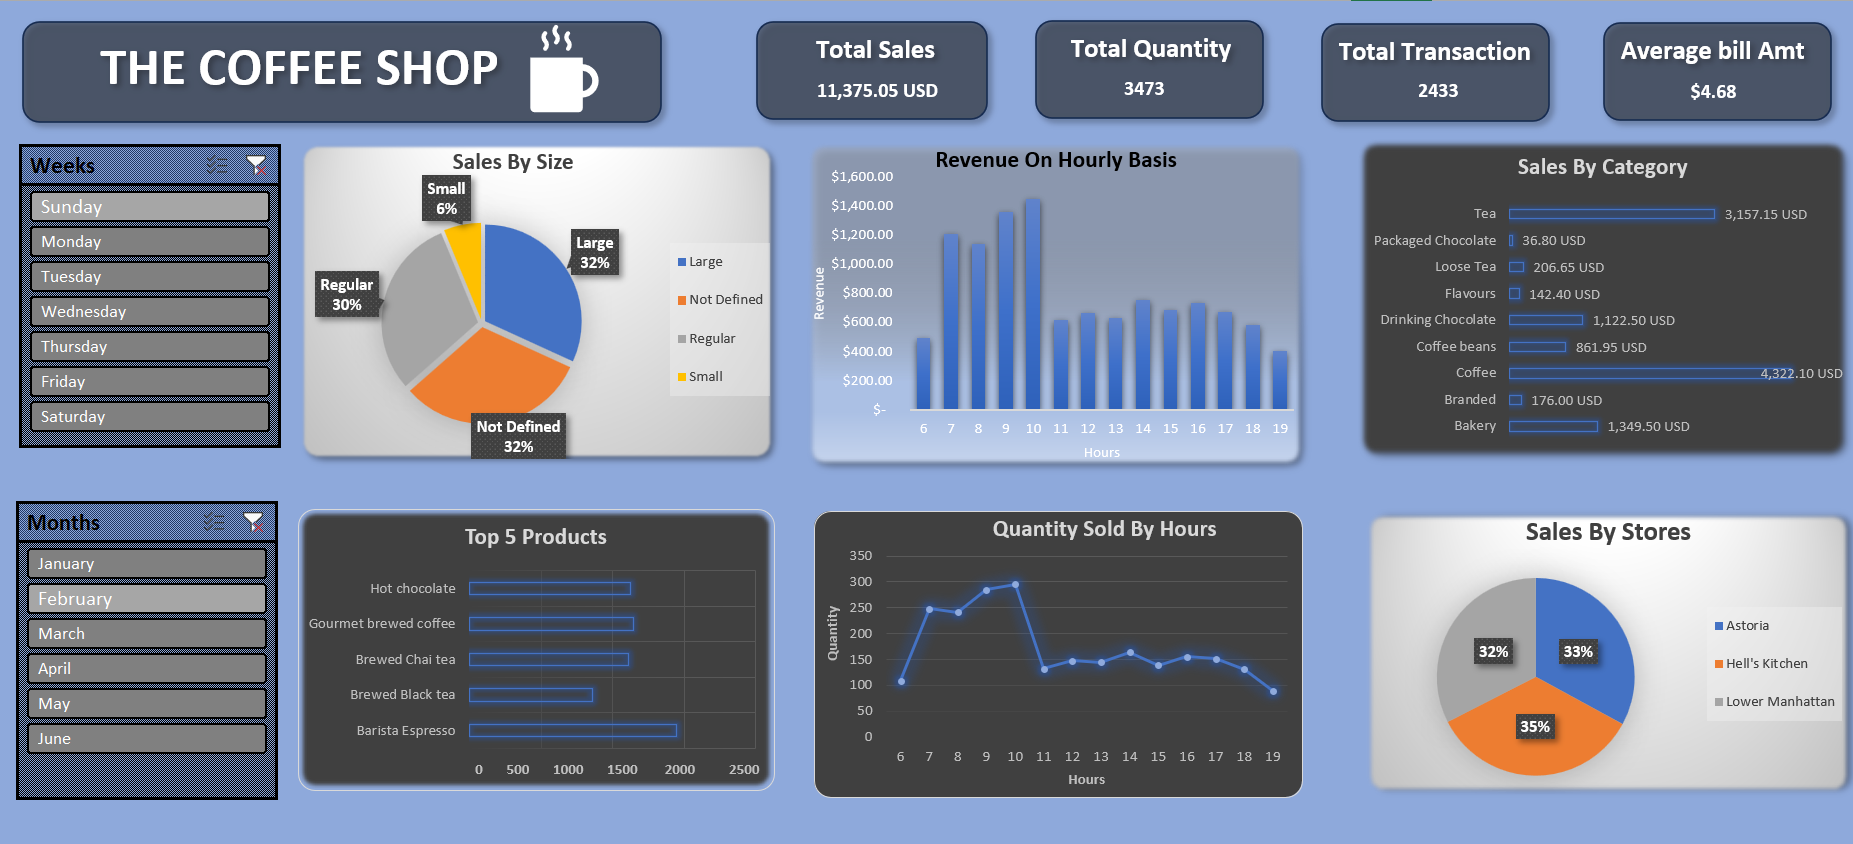 THE COFFEE SHOP
Total Sales
11,375.05 USD
Total Quantity
3473
Total Transaction
2433
Average bill Amt
$4.68
Weeks
Sunday
Monday
Tuesday
Wednesday
Thursday
Friday
Saturday
Sales By Size
Small
6%
Large
32%
Regular
30%
Not Defined
32%
Large
Not Defined
Regular
Small
Revenue On Hourly Basis
Revenue
$1,600.00
$1,400.00
$1,200.00
$1,000.00
$800.00
$600.00
$400.00
$200.00
$-
6 7 8 9 10 11 12 13 14 15 16 17 18 19
Hours
Sales By Category
Tea 3,157.15 USD
Packaged Chocolate 36.80 USD
Loose Tea 206.65 USD
Flavours 142.40 USD
Drinking Chocolate 1,122.50 USD
Coffee beans 861.95 USD
Coffee 4,322.10 USD
Branded 176.00 USD
Bakery 1,349.50 USD
Months
January
February
March
April
May
June
Top 5 Products
Hot chocolate
Gourmet brewed coffee
Brewed Chai tea
Brewed Black tea
Barista Espresso
0 500 1000 1500 2000 2500
Quantity Sold By Hours
Quantity
350
300
250
200
150
100
50
0
6 7 8 9 10 11 12 13 14 15 16 17 18 19
Hours
Sales By Stores
32%
33%
35%
Astoria
Hell's Kitchen
Lower Manhattan